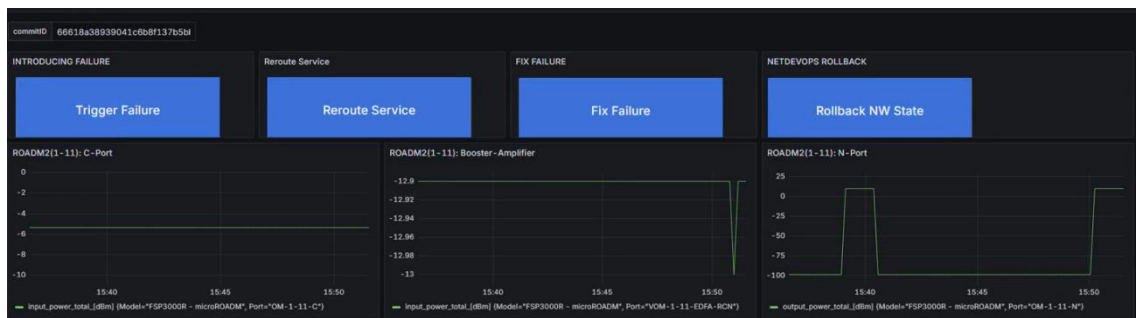 commitID 66618a38939041c6b8f137b5bl
INTRODUCING FAILURE
Trigger Failure
Reroute Service
Reroute Service
FIX FAILURE
Fix Failure
NETDEVOPS ROLLBACK
Rollback NW State
ROADM2(1-11): C-Port
0
-2
-4
-6
-8
-10
15:40 15:45 15:50
input_power_total_[dBm] {Model="FSP3000R - microROADM", Port="OM-1-11-C"}
ROADM2(1-11): Booster-Amplifier
-12.9
-12.92
-12.94
-12.96
-12.98
-13
15:40 15:45 15:50
input_power_total_[dBm] {Model="FSP3000R - microROADM", Port="VOM-1-11-EDFA-RCN"}
ROADM2(1-11): N-Port
25
0
-25
-50
-75
-100
15:40 15:45 15:50
output_power_total_[dBm] {Model="FSP3000R - microROADM", Port="OM-1-11-N"}